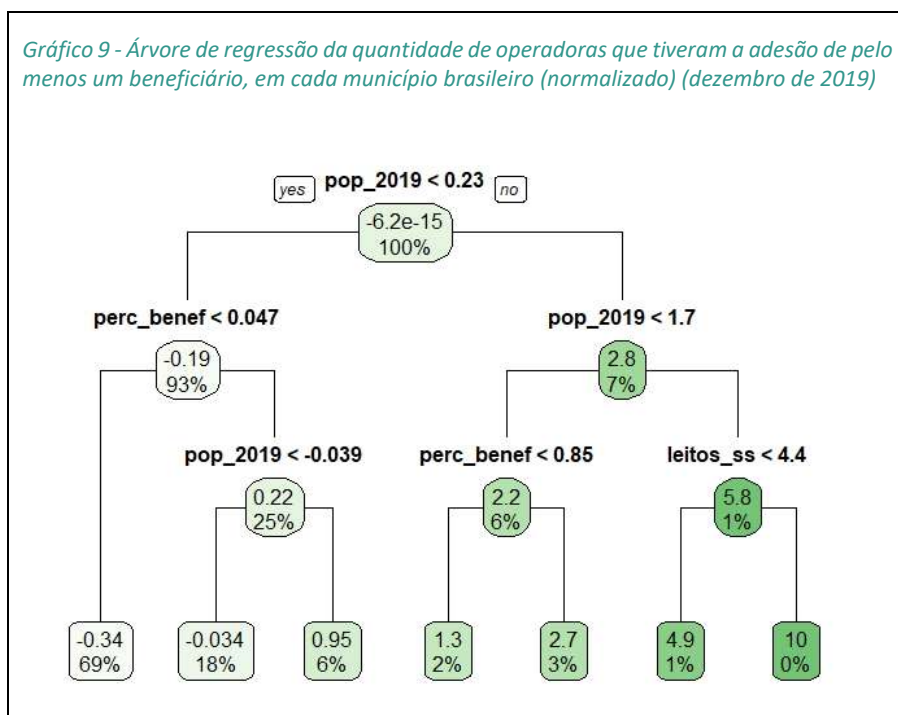 Gráfico 9 - Árvore de regressão da quantidade de operadoras que tiveram a adesão de pelo
menos um beneficiário, em cada município brasileiro (normalizado) (dezembro de 2019)
yes pop_2019 < 0.23 no
-6.2e-15
100%
perc_benef < 0.047 pop_2019 < 1.7
-0.19 2.8
93% 7%
pop_2019 < -0.039 perc_benef < 0.85 leitos_ss < 4.4
0.22 2.2 5.8
25% 6% 1%
-0.34 -0.034 0.95 1.3 2.7 4.9 10
69% 18% 6% 2% 3% 1% 0%